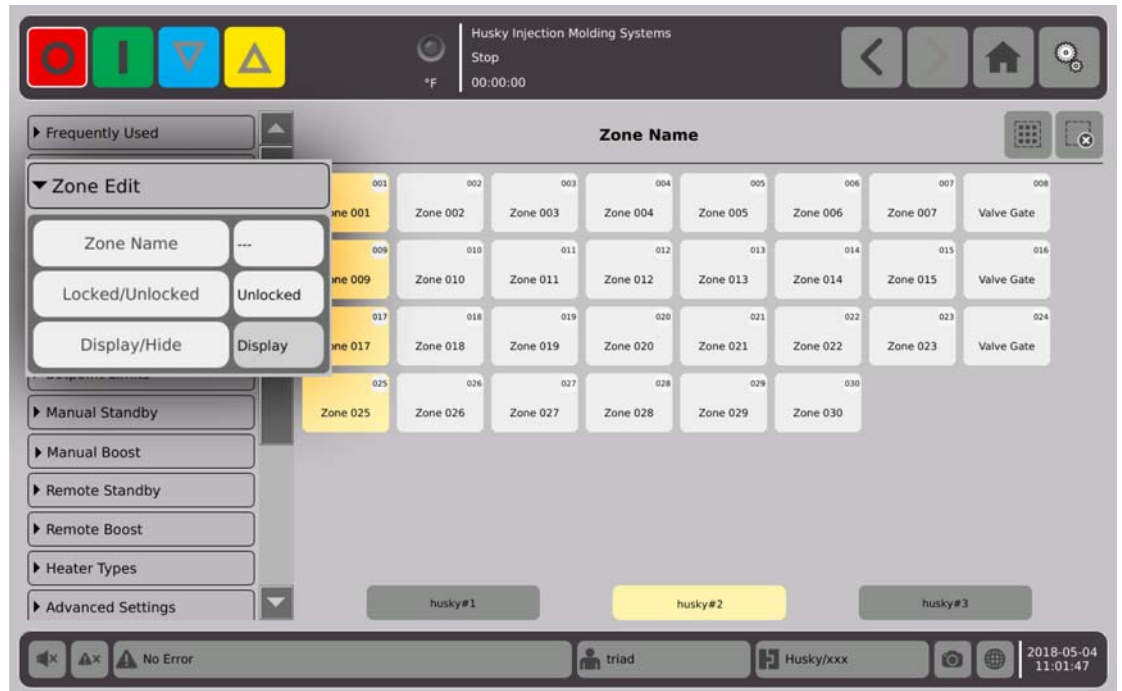 Husky Injection Molding Systems
Stop
°F 00:00:00
Frequently Used
Zone Name
Zone Edit
Zone Name ---
Locked/Unlocked Unlocked
Display/Hide Display
Manual Standby
Manual Boost
Remote Standby
Remote Boost
Heater Types
Advanced Settings
001 002 003 004 005 006 007 008
ne 001 Zone 002 Zone 003 Zone 004 Zone 005 Zone 006 Zone 007 Valve Gate
009 010 011 012 013 014 015 016
ne 009 Zone 010 Zone 011 Zone 012 Zone 013 Zone 014 Zone 015 Valve Gate
017 018 019 020 021 022 023 024
ne 017 Zone 018 Zone 019 Zone 020 Zone 021 Zone 022 Zone 023 Valve Gate
025 026 027 028 029 030
Zone 025 Zone 026 Zone 027 Zone 028 Zone 029 Zone 030
husky#1 husky#2 husky#3
No Error triad Husky/xxx 2018-05-04
11:01:47